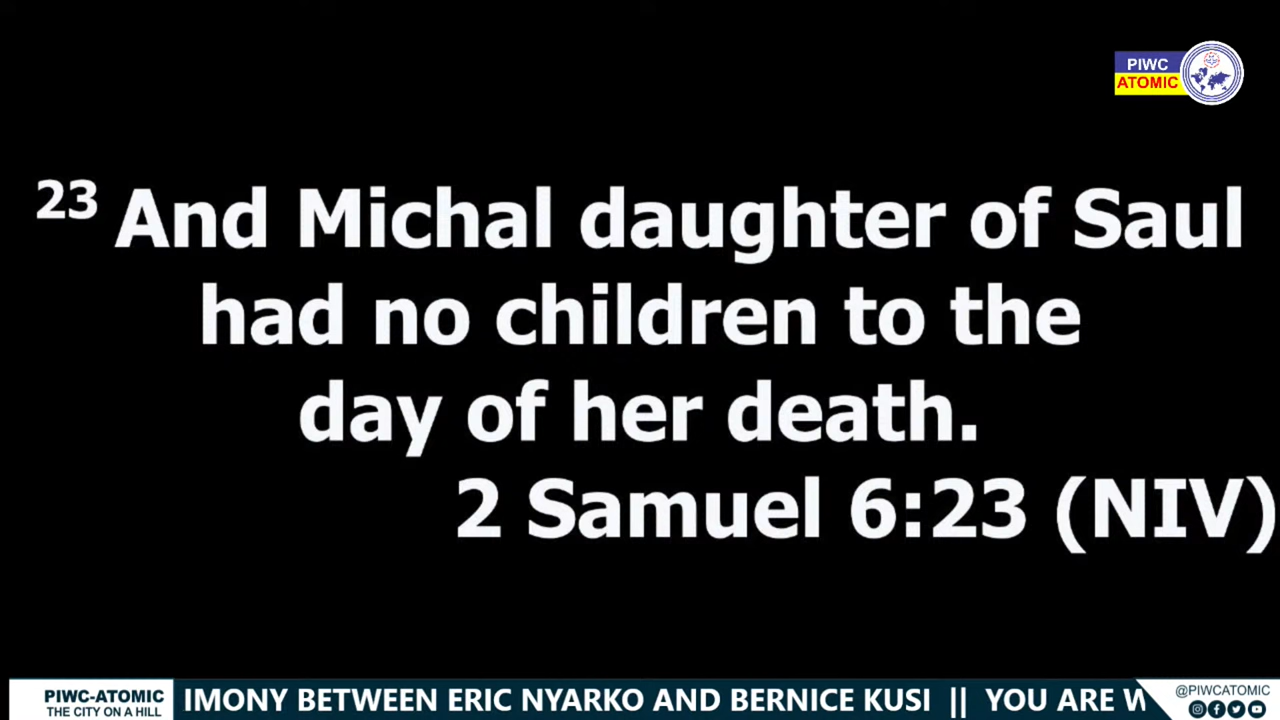 PIWC
ATOMIC
23 And Michal daughter of Saul
had no children to the
day of her death.
2 Samuel 6:23 (NIV)
PIWC-ATOMIC
THE CITY ON A HILL
IMONY BETWEEN ERIC NYARKO AND BERNICE KUSI || YOU ARE W
@PIWCATOMIC